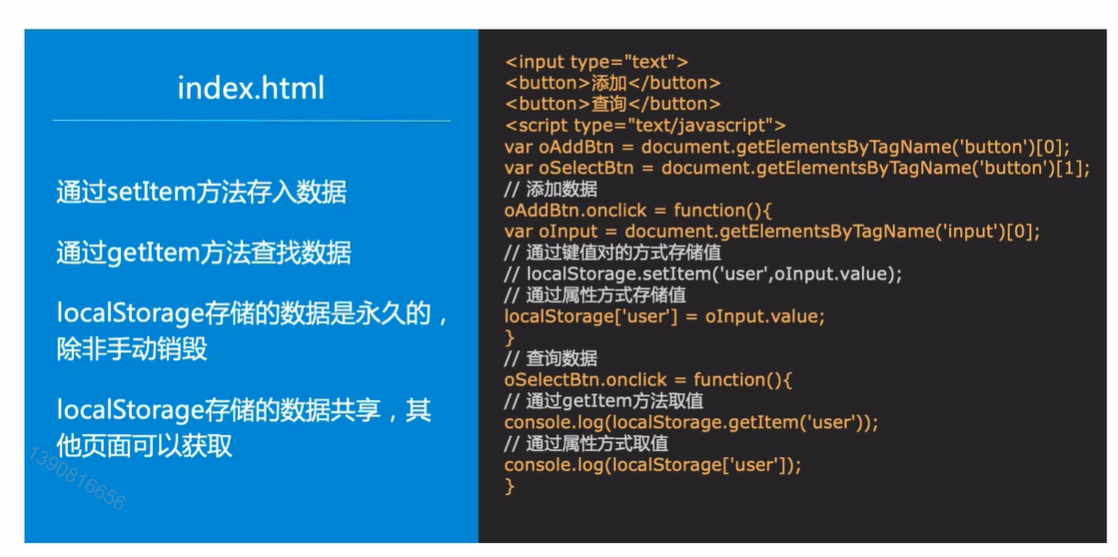 index.html
通过setItem方法存入数据
通过getItem方法查找数据
localStorage存储的数据是永久的，
除非手动销毁
localStorage存储的数据共享，其
他页面可以获取
1390816656
<input type="text">
<button>添加</button>
<button>查询</button>
<script type="text/javascript">
var oAddBtn = document.getElementsByTagName('button')[0];
var oSelectBtn = document.getElementsByTagName('button')[1];
// 添加数据
oAddBtn.onclick = function(){
var oInput = document.getElementsByTagName('input')[0];
// 通过键值对的方式存储值
// localStorage.setItem('user',oInput.value);
// 通过属性方式存储值
localStorage['user'] = oInput.value;
}
// 查询数据
oSelectBtn.onclick = function(){
// 通过getItem方法取值
console.log(localStorage.getItem('user'));
// 通过属性方式取值
console.log(localStorage['user']);
}